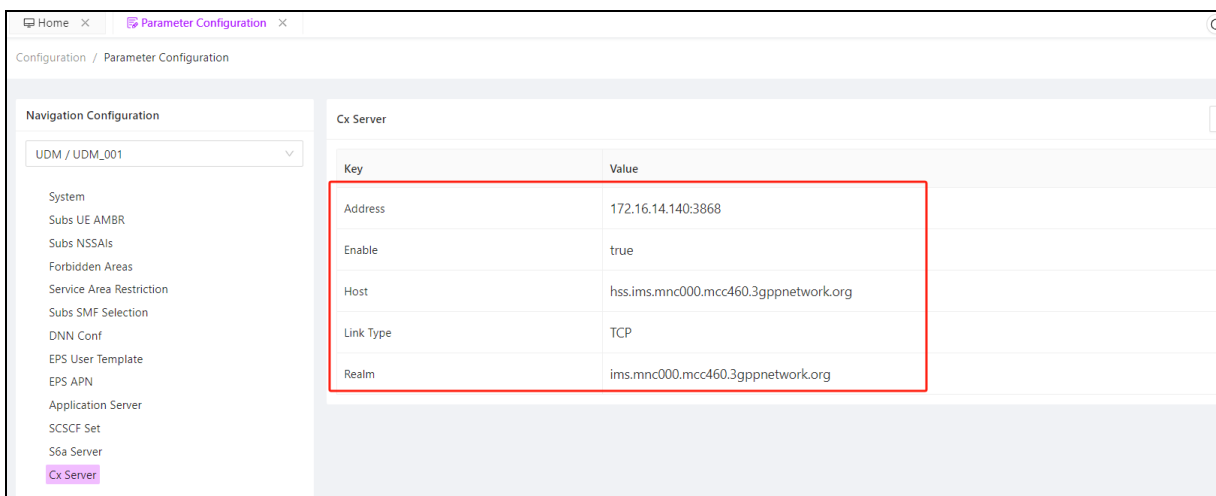 Home
Parameter Configuration
Configuration / Parameter Configuration
Navigation Configuration
UDM / UDM_001
System
Subs UE AMBR
Subs NSSAIs
Forbidden Areas
Service Area Restriction
Subs SMF Selection
DNN Conf
EPS User Template
EPS APN
Application Server
SCSCF Set
S6a Server
Cx Server
Cx Server
Key Value
Address 172.16.14.140:3868
Enable true
Host hss.ims.mnc000.mcc460.3gppnetwork.org
Link Type TCP
Realm ims.mnc000.mcc460.3gppnetwork.org